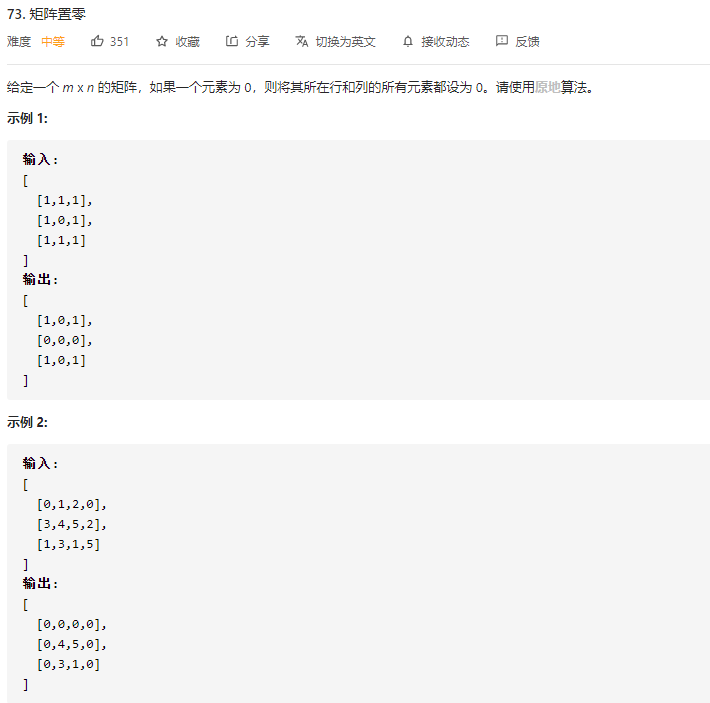 73. 矩阵置零
难度 中等 351 收藏 分享 切换为英文 接收动态 反馈
给定一个 m x n 的矩阵，如果一个元素为 0，则将其所在行和列的所有元素都设为 0。请使用原地算法。
示例 1:
输入:
[
[1,1,1],
[1,0,1],
[1,1,1]
]
输出:
[
[1,0,1],
[0,0,0],
[1,0,1]
]
示例 2:
输入:
[
[0,1,2,0],
[3,4,5,2],
[1,3,1,5]
]
输出:
[
[0,0,0,0],
[0,4,5,0],
[0,3,1,0]
]